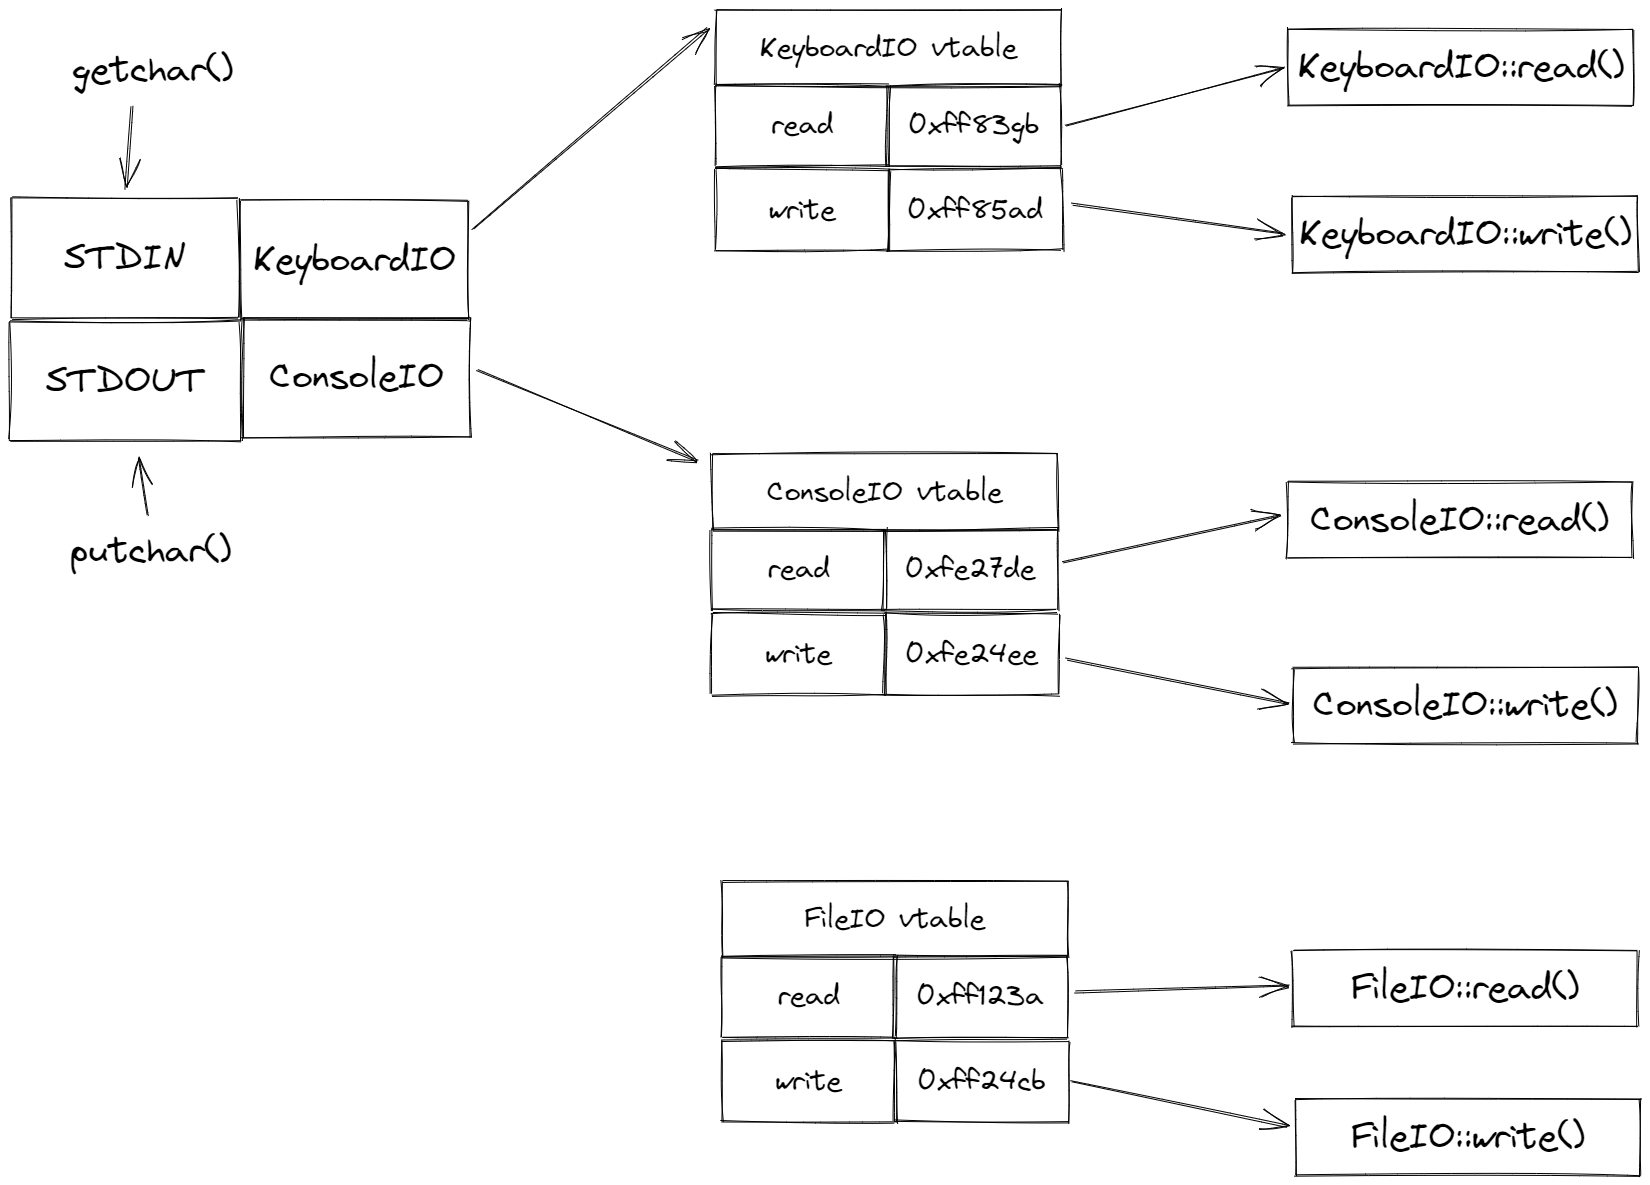 getchar()
STDIN
KeyboardIO
STDOUT
ConsoleIO
putchar()
KeyboardIO vtable
read
0xff83gb
write
0xff85ad
KeyboardIO::read()
KeyboardIO::write()
ConsoleIO vtable
read
0xfe27de
write
0xfe24ee
ConsoleIO::read()
ConsoleIO::write()
FileIO vtable
read
0xff123a
write
0xff24cb
FileIO::read()
FileIO::write()